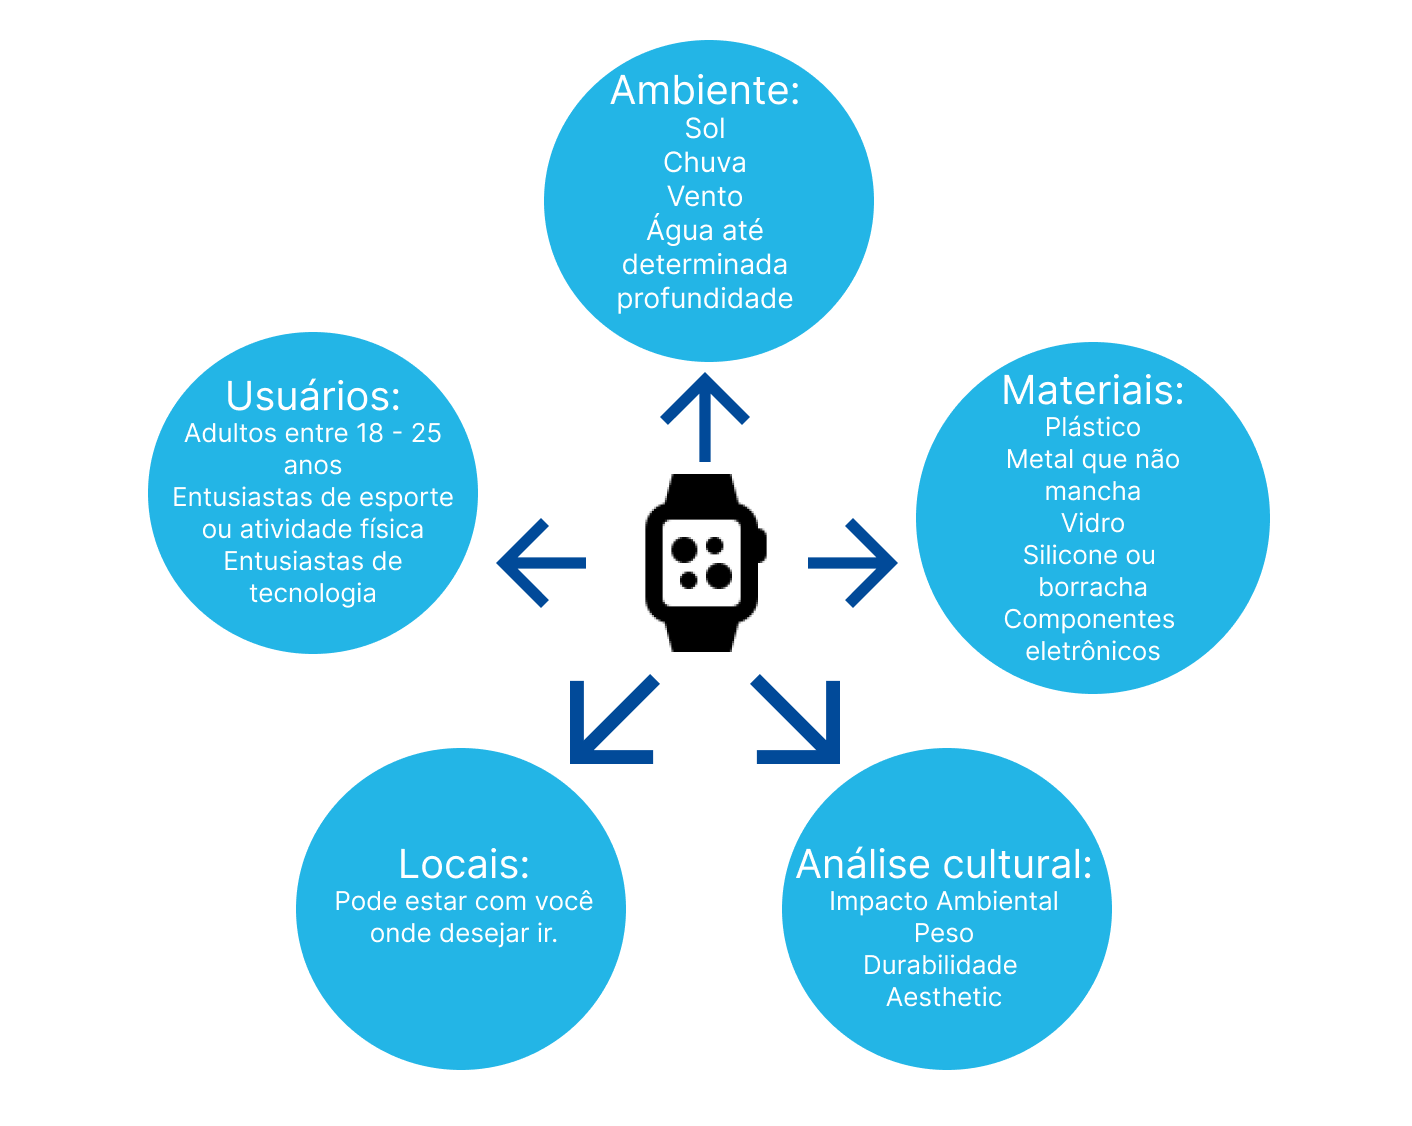 Ambiente:
Sol
Chuva
Vento
Água até
determinada
profundidade
Usuários:
Adultos entre 18 - 25
anos
Entusiastas de esporte
ou atividade física
Entusiastas de
tecnologia
Materiais:
Plástico
Metal que não
mancha
Vidro
Silicone ou
borracha
Componentes
eletrônicos
Locais:
Pode estar com você
onde desejar ir.
Análise cultural:
Impacto Ambiental
Peso
Durabilidade
Aesthetic